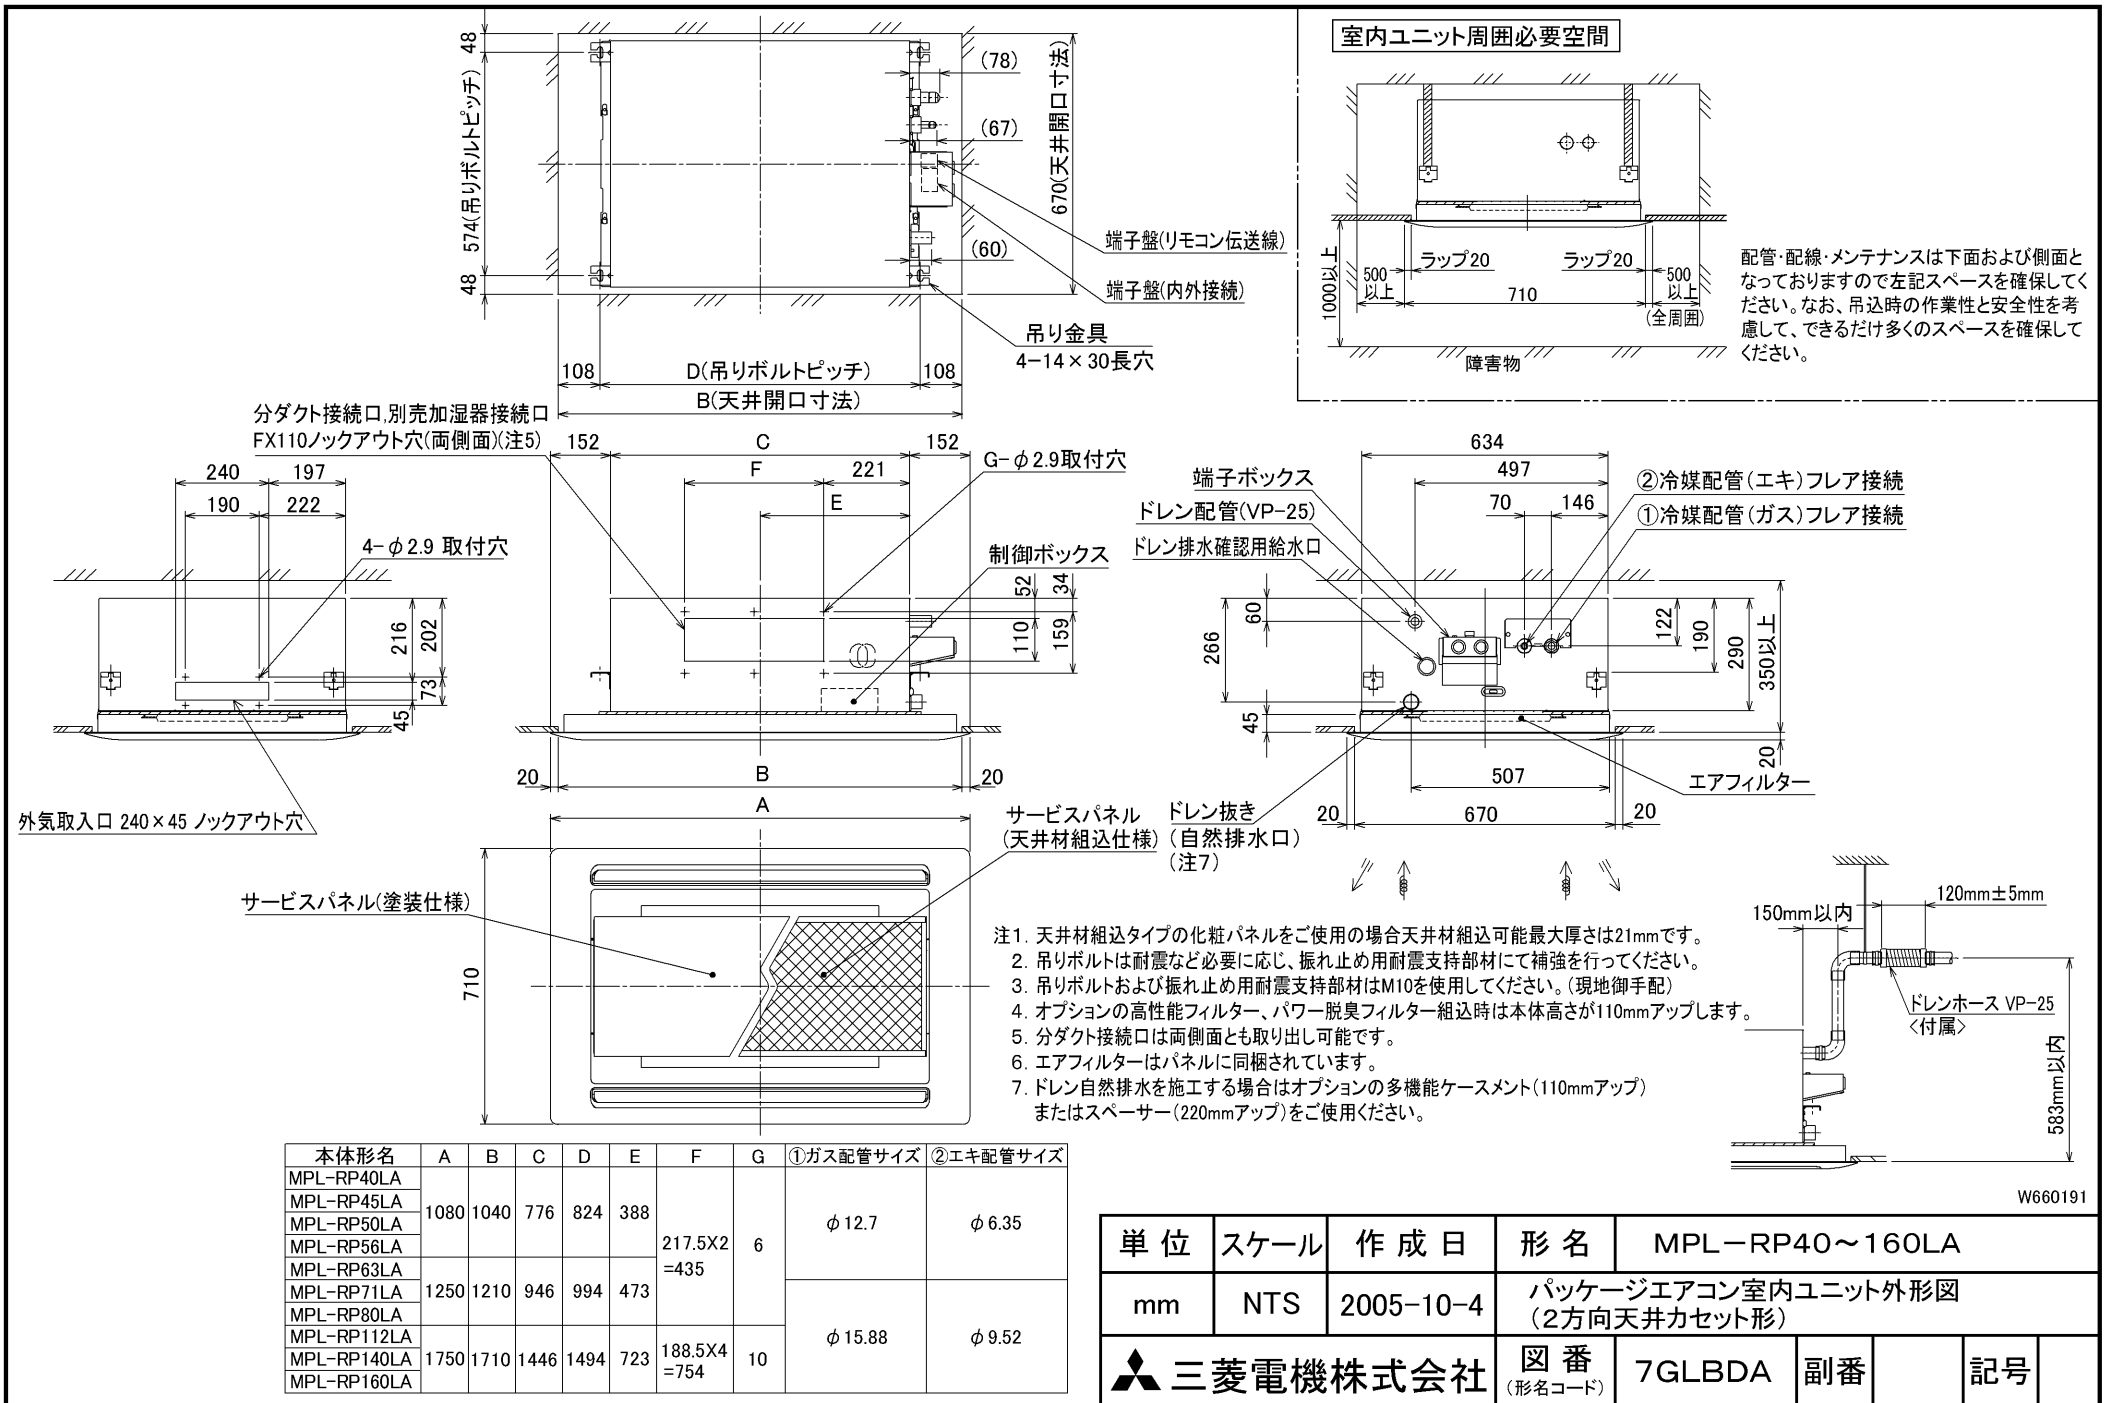 48
574(吊りボルトピッチ)
48
(78)
(67)
(60)
670(天井開口寸法)
端子盤(リモコン伝送線)
端子盤(内外接続)
吊り金具
4-14×30長穴
108
D(吊りボルトピッチ)
108
B(天井開口寸法)
室内ユニット周囲必要空間
ラップ20
ラップ20
500
以上
710
500
以上
(全周囲)
1000以上
障害物
配管・配線・メンテナンスは下面および側面と
なっておりますので左記スペースを確保してく
ださい。なお、吊込時の作業性と安全性を考
慮して、できるだけ多くのスペースを確保して
ください。
分ダクト接続口,別売加湿器接続口
FX110ノックアウト穴(両側面)(注5)
240
197
190
222
4-φ2.9 取付穴
216
202
73
45
外気取入口 240×45 ノックアウト穴
152
C
152
F
221
E
G-φ2.9取付穴
制御ボックス
52
34
110
159
20
B
20
A
634
497
70
146
端子ボックス
ドレン配管(VP-25)
ドレン排水確認用給水口
②冷媒配管(エキ)フレア接続
①冷媒配管(ガス)フレア接続
266
60
45
122
190
290
350以上
20
507
エアフィルター
20
670
20
ドレン抜き
(自然排水口)
(注7)
サービスパネル
(天井材組込仕様)
サービスパネル(塗装仕様)
710
注1. 天井材組込タイプの化粧パネルをご使用の場合天井材組込可能最大厚さは21mmです。
2. 吊りボルトは耐震など必要に応じ、振れ止め用耐震支持部材にて補強を行ってください。
3. 吊りボルトおよび振れ止め用耐震支持部材はM10を使用してください。(現地御手配)
4. オプションの高性能フィルター、パワー脱臭フィルター組込時は本体高さが110mmアップします。
5. 分ダクト接続口は両側面とも取り出し可能です。
6. エアフィルターはパネルに同梱されています。
7. ドレン自然排水を施工する場合はオプションの多機能ケースメント(110mmアップ)
またはスペーサー(220mmアップ)をご使用ください。
120mm±5mm
150mm以内
ドレンホース VP-25
<付属>
583mm以内
W660191
本体形名 A B C D E F G ①ガス配管サイズ ②エキ配管サイズ
MPL-RP40LA
MPL-RP45LA
MPL-RP50LA
MPL-RP56LA
1080 1040 776 824 388
MPL-RP63LA
MPL-RP71LA
MPL-RP80LA
1250 1210 946 994 473
217.5X2
=435
6
φ12.7
φ6.35
MPL-RP112LA
MPL-RP140LA
MPL-RP160LA
1750 1710 1446 1494 723
188.5X4
=754
10
φ15.88
φ9.52
単位 スケール 作成日 形名 MPL-RP40~160LA
mm NTS 2005-10-4
パッケージエアコン室内ユニット外形図
(2方向天井カセット形)
三菱電機株式会社
図番
(形名コード)
7GLBDA 副番 記号